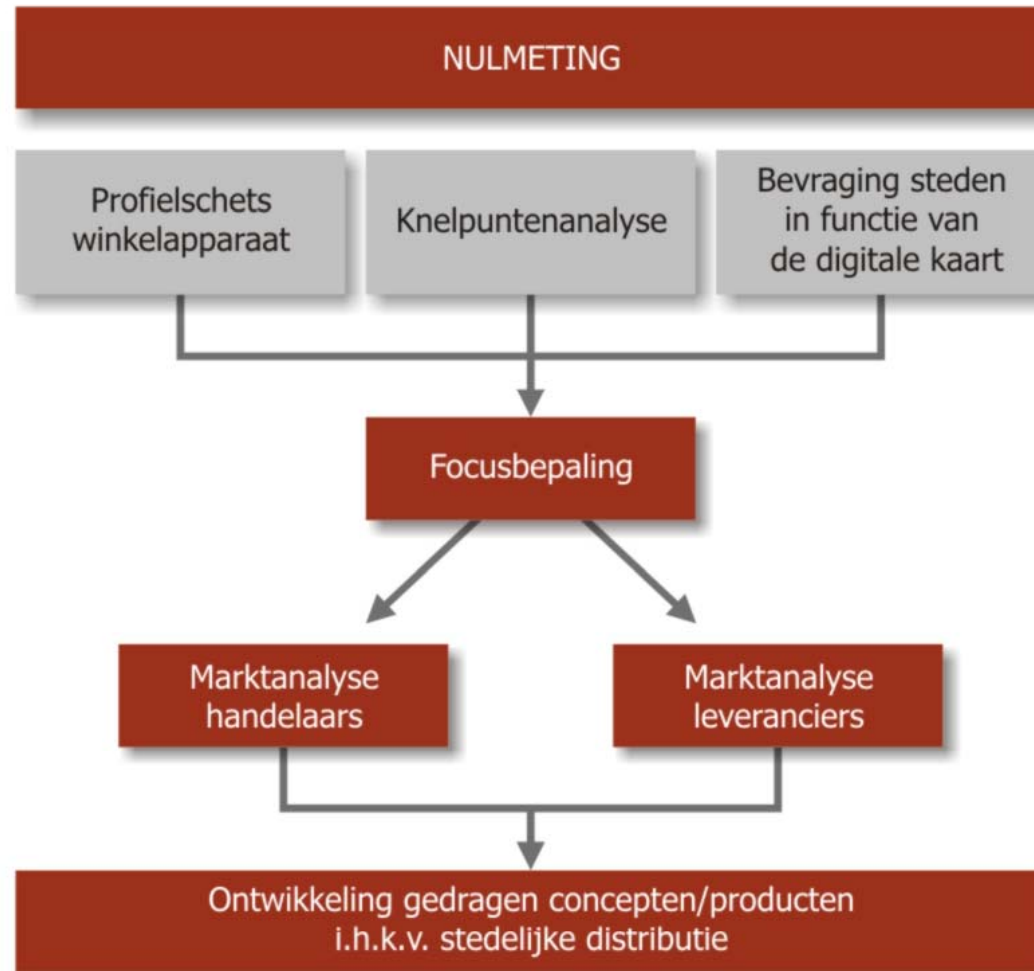 NULMETING
Profielschets
winkelapparaat
Knelpuntenanalyse
Bevraging steden
in functie van
de digitale kaart
Focusbepaling
Marktanalyse
handelaars
Marktanalyse
leveranciers
Ontwikkeling gedragen concepten/producten
i.h.k.v. stedelijke distributie